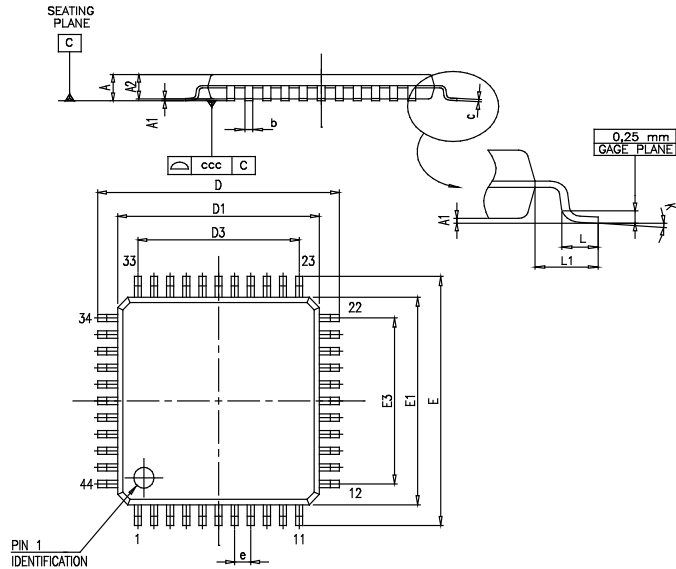 SEATING
PLANE
C
A
A2
A1
b
c
ccc C
0,25 mm
GAGE PLANE
D
D1
D3
A1
K
L
L1
33
23
34
22
E3
E1
E
44
12
PIN 1
IDENTIFICATION
1
e
11